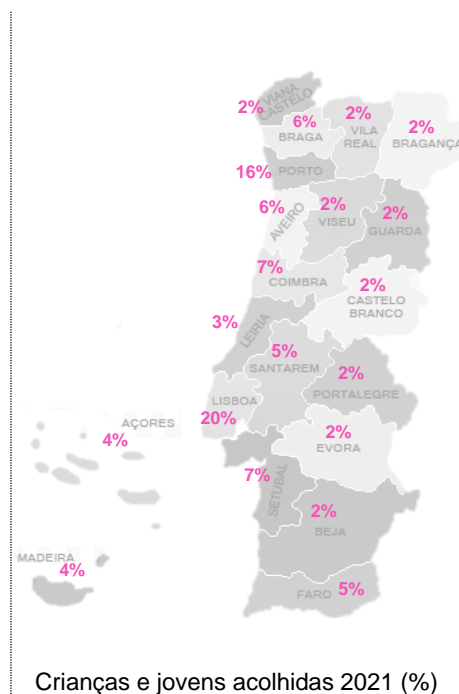 2%
VIANA
CASTELO
6%
BRAGA
2%
VILA
REAL
2%
BRAGANÇA
16%
PORTO
6%
AVEIRO
2%
VISEU
2%
GUARDA
7%
COIMBRA
2%
CASTELO
BRANCO
3%
LEIRIA
5%
SANTAREM
2%
PORTALEGRE
LISBOA
20%
AÇORES
4%
2%
EVORA
7%
SETUBAL
2%
BEJA
MADEIRA
4%
FARO
5%
Crianças e jovens acolhidas 2021 (%)